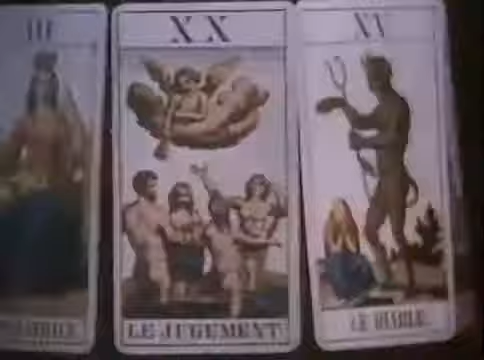 III
XX
XV
LE JUGEMENT
LE DIABLE.